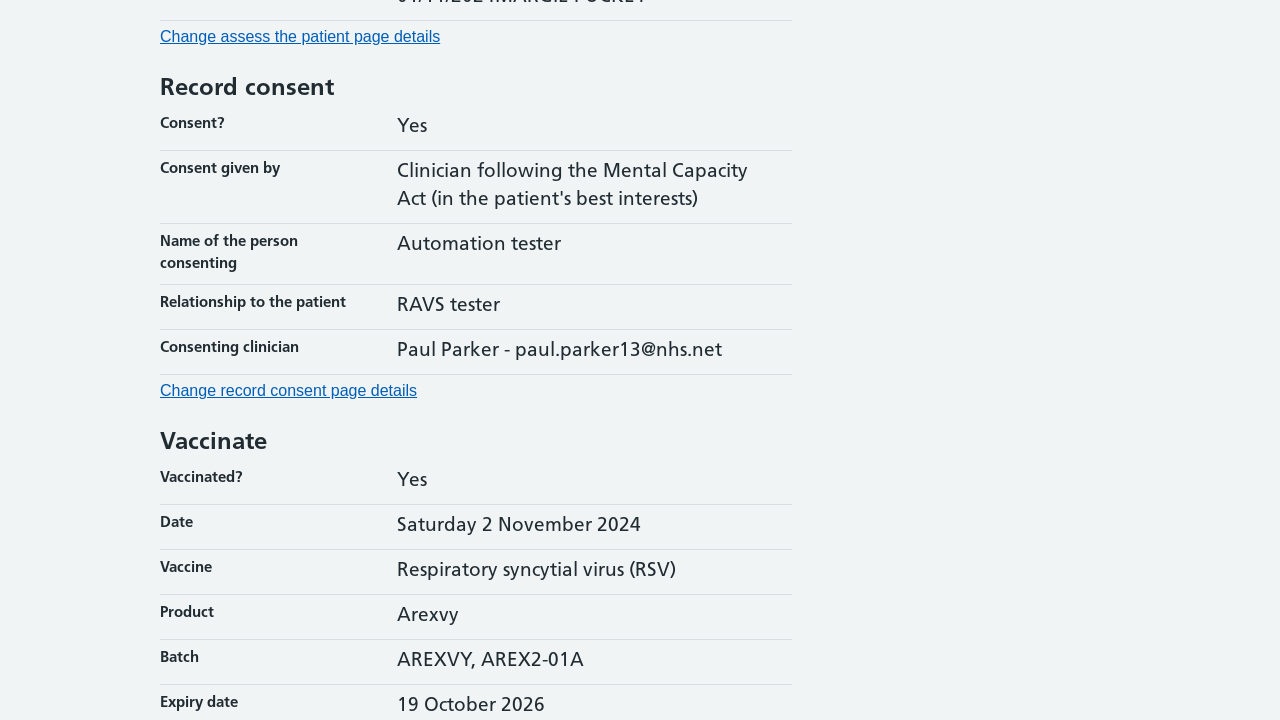 Change assess the patient page details
Record consent
Consent? Yes
Consent given by Clinician following the Mental Capacity
Act (in the patient's best interests)
Name of the person Automation tester
consenting
Relationship to the patient RAVS tester
Consenting clinician Paul Parker - paul.parker13@nhs.net
Change record consent page details
Vaccinate
Vaccinated? Yes
Date Saturday 2 November 2024
Vaccine Respiratory syncytial virus (RSV)
Product Arexvy
Batch AREXVY, AREX2-01A
Expiry date 19 October 2026